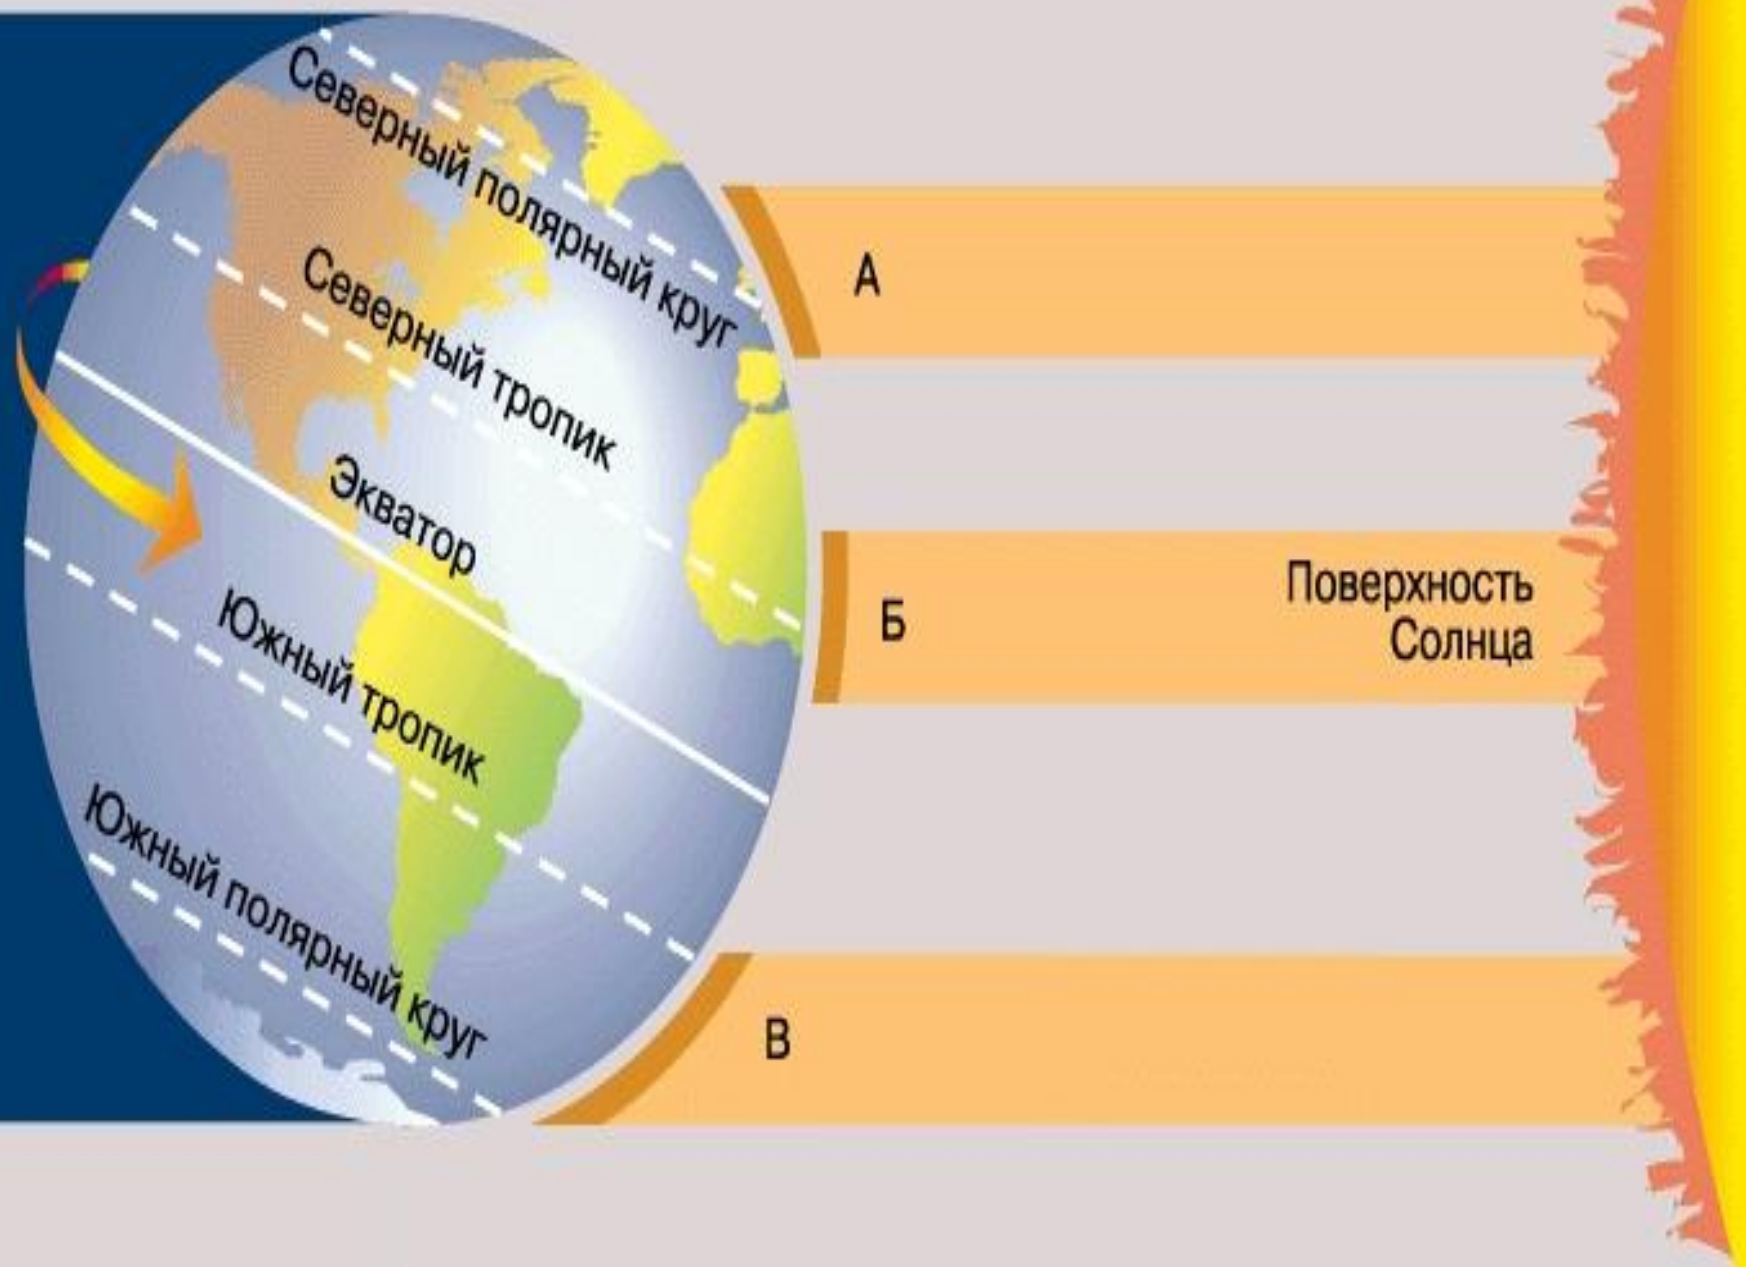 Северный полярный круг
Северный тропик
Экватор
Южный тропик
Южный полярный круг
А
Б
В
Поверхность
Солнца